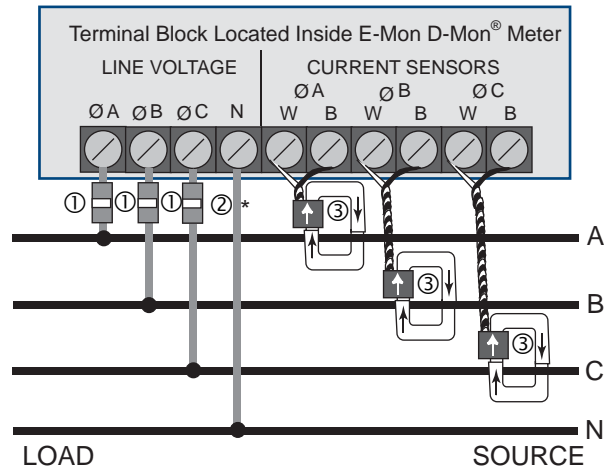 Terminal Block Located Inside E-Mon D-Mon® Meter
LINE VOLTAGE
CURRENT SENSORS
ØA ØB ØC N
ØA ØB ØC
W B W B W B
① ① ① ② *
③
A
③
B
③
C
N
LOAD
SOURCE